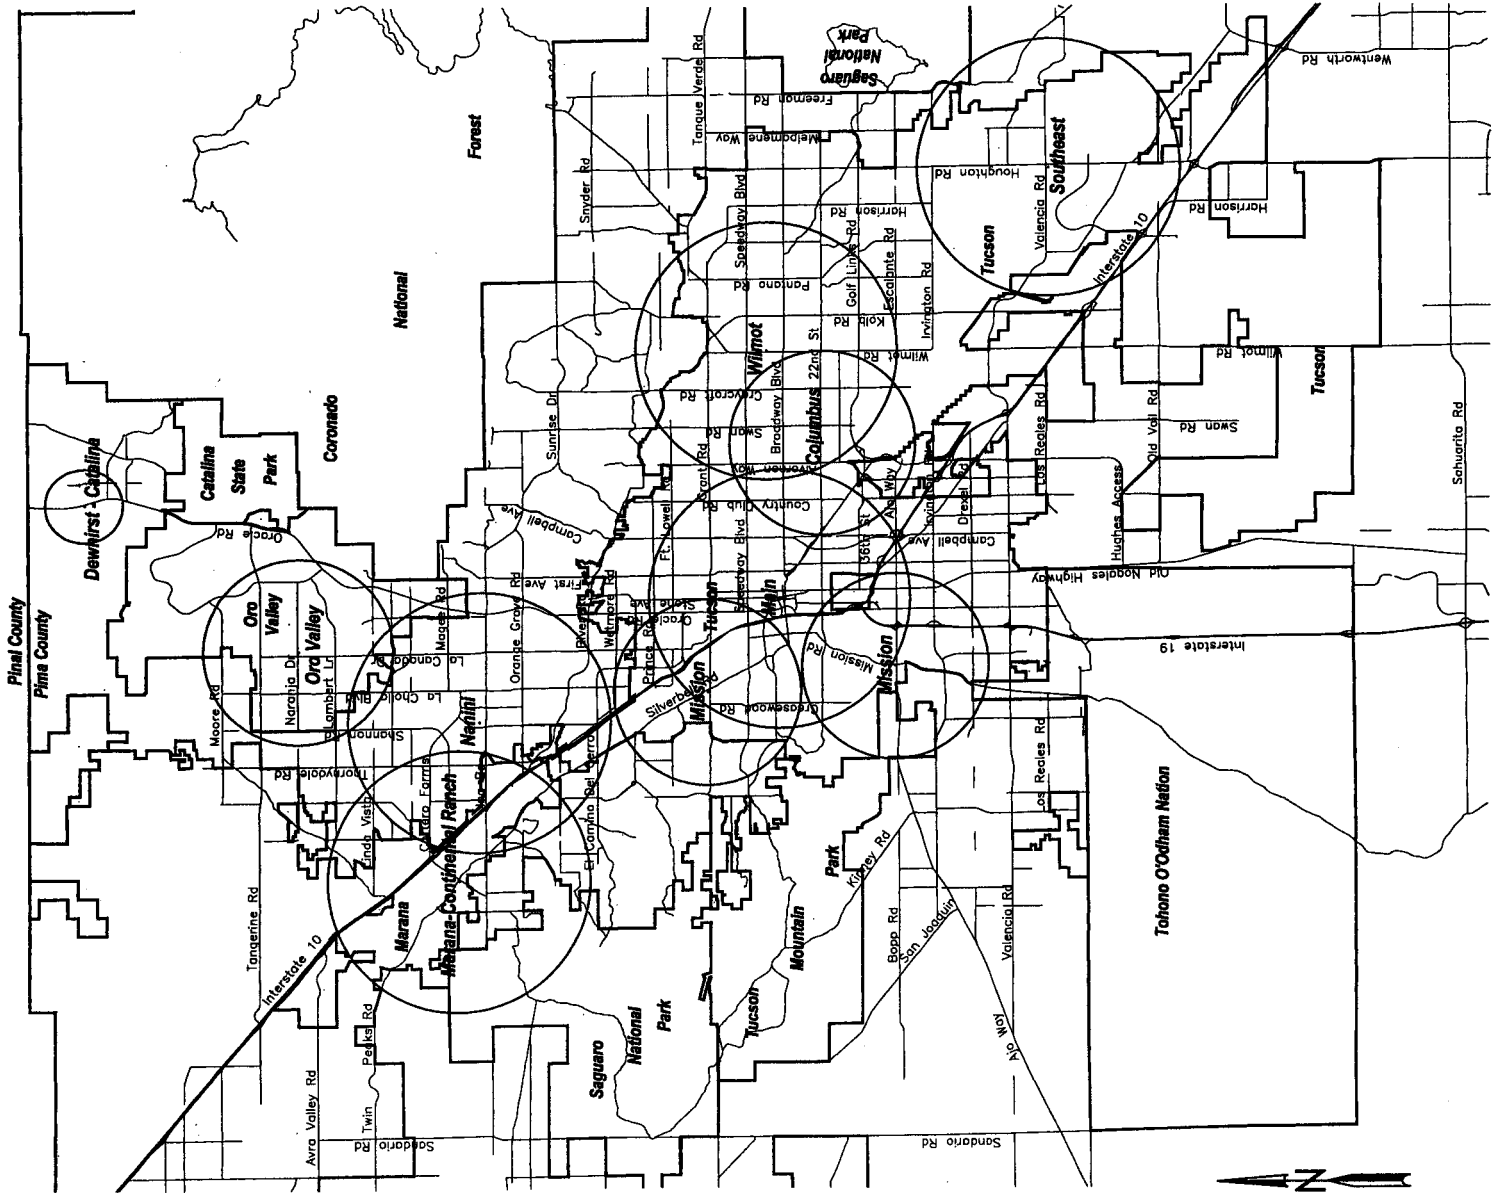 Pinal County
Pima County
Dewhirst - Catalina
Catalina
State
Park
Coronado
National
Forest
Saguaro
National
Park
Oro
Valley
Oro Valley
Nanini
Marana
Marana-Continental Ranch
Saguaro
National
Park
Tucson
Mountain
Park
Mission
Tucson
Main
Mission
Wilmot
Columbus
Tucson
Southeast
Tucson
Tohono O'Odham Nation
Tangerine Rd
Interstate 10
Avra Valley Rd
Twin Peaks Rd
Sandario Rd
Sandario Rd
Moore Rd
Naranja Dr
Lambert Ln
Linda Vista
Cortaro Farms
Magee Rd
Orange Grove Rd
Oracle Rd
La Canada Dr
La Cholla Blvd
Shannon Rd
Thornydale Rd
El Camino Del Cerro
Wetmore Rd
Prince Rd
Silverbell Rd
First Ave
Stone Ave
Oracle Rd
Campbell Ave
Sunrise Dr
Snyder Rd
Tanque Verde Rd
Ft. Lowell Rd
Grant Rd
Speedway Blvd
Speedway Blvd
Broadway Blvd
22nd St
Golf Links Rd
Escalante Rd
Irvington Rd
36th St
Ajo Way
Drexel Rd
Country Club Rd
Alvernon Way
Swan Rd
Craycroft Rd
Wilmot Rd
Kolb Rd
Pantano Rd
Harrison Rd
Houghton Rd
Melpomene Way
Freeman Rd
Wentworth Rd
Valencia Rd
Interstate 10
Harrison Rd
Wilmot Rd
Swan Rd
Los Reales Rd
Old Vail Rd
Hughes Access
Sahuarita Rd
Campbell Ave
Old Nogales Highway
Interstate 19
Mission Rd
Greasewood Rd
Los Reales Rd
Los Reales Rd
Kinney Rd
Bopp Rd
San Joaquin
Valencia Rd
Ajo Way
N